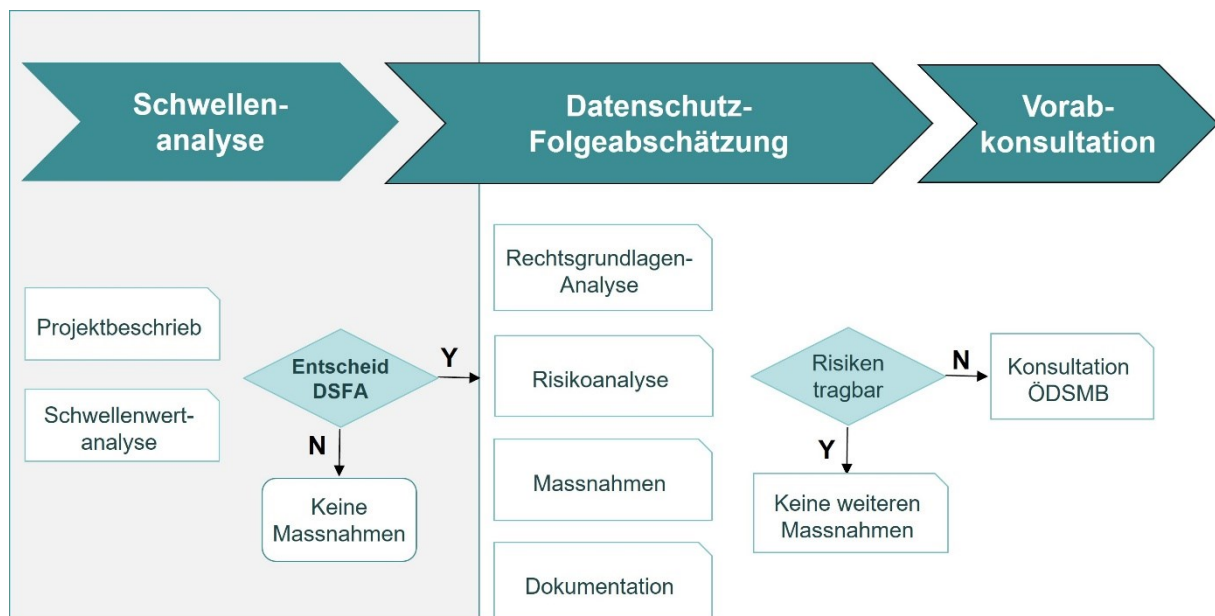 Schwellen-
analyse
Datenschutz-
Folgeabschätzung
Vorab-
konsultation
Projektbeschrieb
Schwellenwert-
analyse
Entscheid
DSFA
Y
N
Keine
Massnahmen
Rechtsgrundlagen-
Analyse
Risikoanalyse
Massnahmen
Dokumentation
Risiken
tragbar
N
Y
Konsultation
ÖDSMB
Keine weiteren
Massnahmen